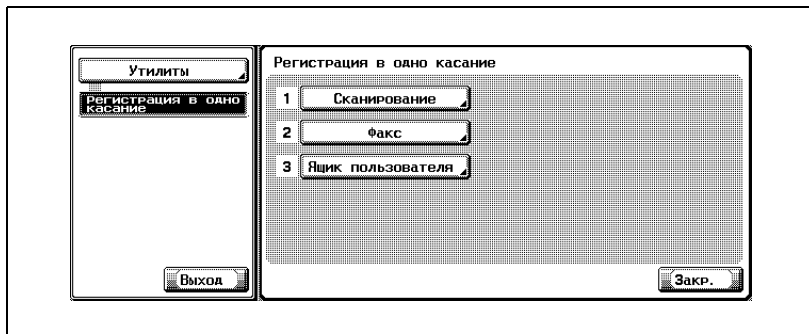 Утилиты
Регистрация в одно
касание
Выход
Регистрация в одно касание
1 Сканирование
2 Факс
3 Ящик пользователя
Закр.